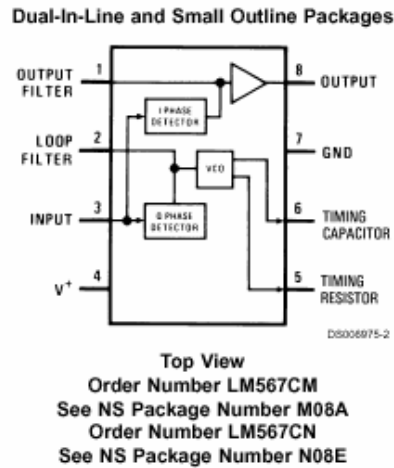 Dual-In-Line and Small Outline Packages
1
OUTPUT
FILTER
8
OUTPUT
I PHASE
DETECTOR
2
LOOP
FILTER
7
GND
VCO
3
INPUT
Q PHASE
DETECTOR
6
TIMING
CAPACITOR
4
V+
5
TIMING
RESISTOR
DS006975-2
Top View
Order Number LM567CM
See NS Package Number M08A
Order Number LM567CN
See NS Package Number N08E